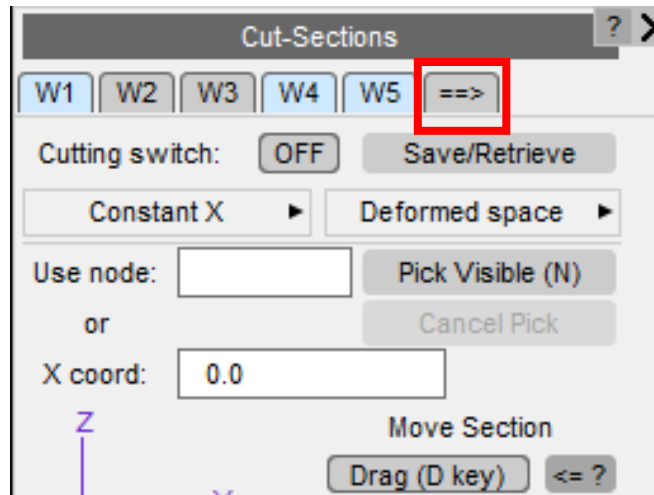 Cut-Sections ? X
W1 W2 W3 W4 W5 ==>
Cutting switch: OFF Save/Retrieve
Constant X ► Deformed space ►
Use node: Pick Visible (N)
or Cancel Pick
X coord: 0.0
Z Move Section
Drag (D key) <= ?